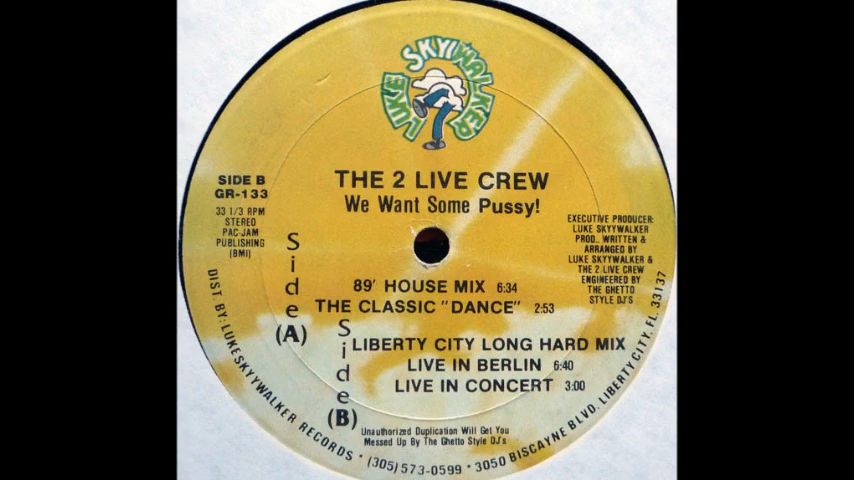 LUKE SKYYWALKER
THE 2 LIVE CREW
We Want Some Pussy!
SIDE B
GR-133
33 1/3 RPM
STEREO
PAC-JAM
PUBLISHING
(BMI)
EXECUTIVE PRODUCER:
LUKE SKYYWALKER
PROD., WRITTEN &
ARRANGED BY
LUKE SKYYWALKER &
THE 2 LIVE CREW
ENGINEERED BY
THE GHETTO
STYLE DJ'S
Side (A)
89' HOUSE MIX 6:34
THE CLASSIC "DANCE" 2:53
Side (B)
LIBERTY CITY LONG HARD MIX
LIVE IN BERLIN 6:40
LIVE IN CONCERT 3:00
Unauthorized Duplication Will Get You
Messed Up By The Ghetto Style DJ's
DIST. BY: LUKE SKYYWALKER RECORDS • (305) 573-0599 • 3050 BISCAYNE BLVD. LIBERTY CITY, FL. 33137